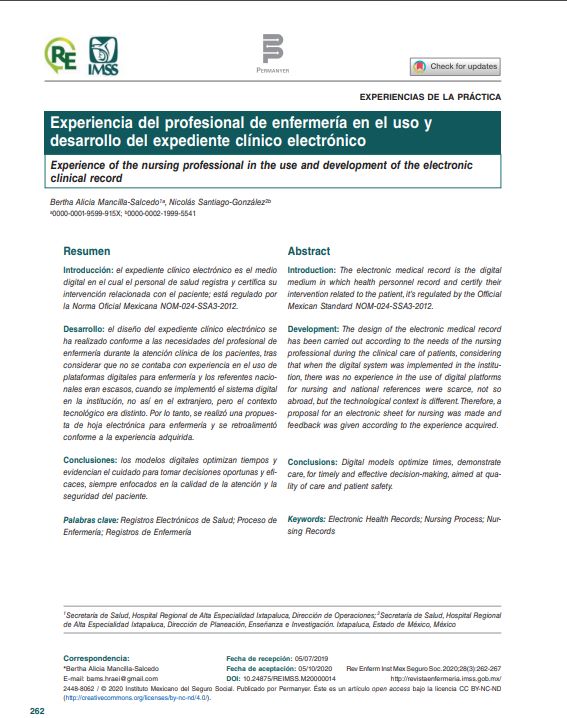 RE
IMSS
PERMANYER
Check for updates
EXPERIENCIAS DE LA PRÁCTICA
Experiencia del profesional de enfermería en el uso y
desarrollo del expediente clínico electrónico
Experience of the nursing professional in the use and development of the electronic
clinical record
Bertha Alicia Mancilla-Salcedo¹ᵃ, Nicolás Santiago-González²ᵇ
ᵃ0000-0001-9599-915X; ᵇ0000-0002-1999-5541
Resumen
Introducción: el expediente clínico electrónico es el medio
digital en el cual el personal de salud registra y certifica su
intervención relacionada con el paciente; está regulado por
la Norma Oficial Mexicana NOM-024-SSA3-2012.
Desarrollo: el diseño del expediente clínico electrónico se
ha realizado conforme a las necesidades del profesional de
enfermería durante la atención clínica de los pacientes, tras
considerar que no se contaba con experiencia en el uso de
plataformas digitales para enfermería y los referentes nacio-
nales eran escasos, cuando se implementó el sistema digital
en la institución, no así en el extranjero, pero el contexto
tecnológico era distinto. Por lo tanto, se realizó una propues-
ta de hoja electrónica para enfermería y se retroalimentó
conforme a la experiencia adquirida.
Conclusiones: los modelos digitales optimizan tiempos y
evidencian el cuidado para tomar decisiones oportunas y efi-
caces, siempre enfocados en la calidad de la atención y la
seguridad del paciente.
Palabras clave: Registros Electrónicos de Salud; Proceso de
Enfermería; Registros de Enfermería
Abstract
Introduction: The electronic medical record is the digital
medium in which health personnel record and certify their
intervention related to the patient, it's regulated by the Official
Mexican Standard NOM-024-SSA3-2012.
Development: The design of the electronic medical record
has been carried out according to the needs of the nursing
professional during the clinical care of patients, considering
that when the digital system was implemented in the institu-
tion, there was no experience in the use of digital platforms
for nursing and national references were scarce, not so
abroad, but the technological context is different. Therefore, a
proposal for an electronic sheet for nursing was made and
feedback was given according to the experience acquired.
Conclusions: Digital models optimize times, demonstrate
care, for timely and effective decision-making, aimed at qua-
lity of care and patient safety.
Keywords: Electronic Health Records; Nursing Process; Nur-
sing Records
¹Secretaría de Salud, Hospital Regional de Alta Especialidad Ixtapaluca, Dirección de Operaciones; ²Secretaría de Salud, Hospital Regional
de Alta Especialidad Ixtapaluca, Dirección de Planeación, Enseñanza e Investigación. Ixtapaluca, Estado de México, México
Correspondencia:
*Bertha Alicia Mancilla-Salcedo
E-mail: bams.hraei@gmail.com
Fecha de recepción: 05/07/2019
Fecha de aceptación: 05/10/2020
DOI: 10.24875/REIMSS.M20000014
Rev Enferm Inst Mex Seguro Soc. 2020;28(3):262-267
http://revistaenfermeria.imss.gob.mx/
2448-8062 / © 2020 Instituto Mexicano del Seguro Social. Publicado por Permanyer. Éste es un artículo open access bajo la licencia CC BY-NC-ND
(http://creativecommons.org/licenses/by-nc-nd/4.0/).
262